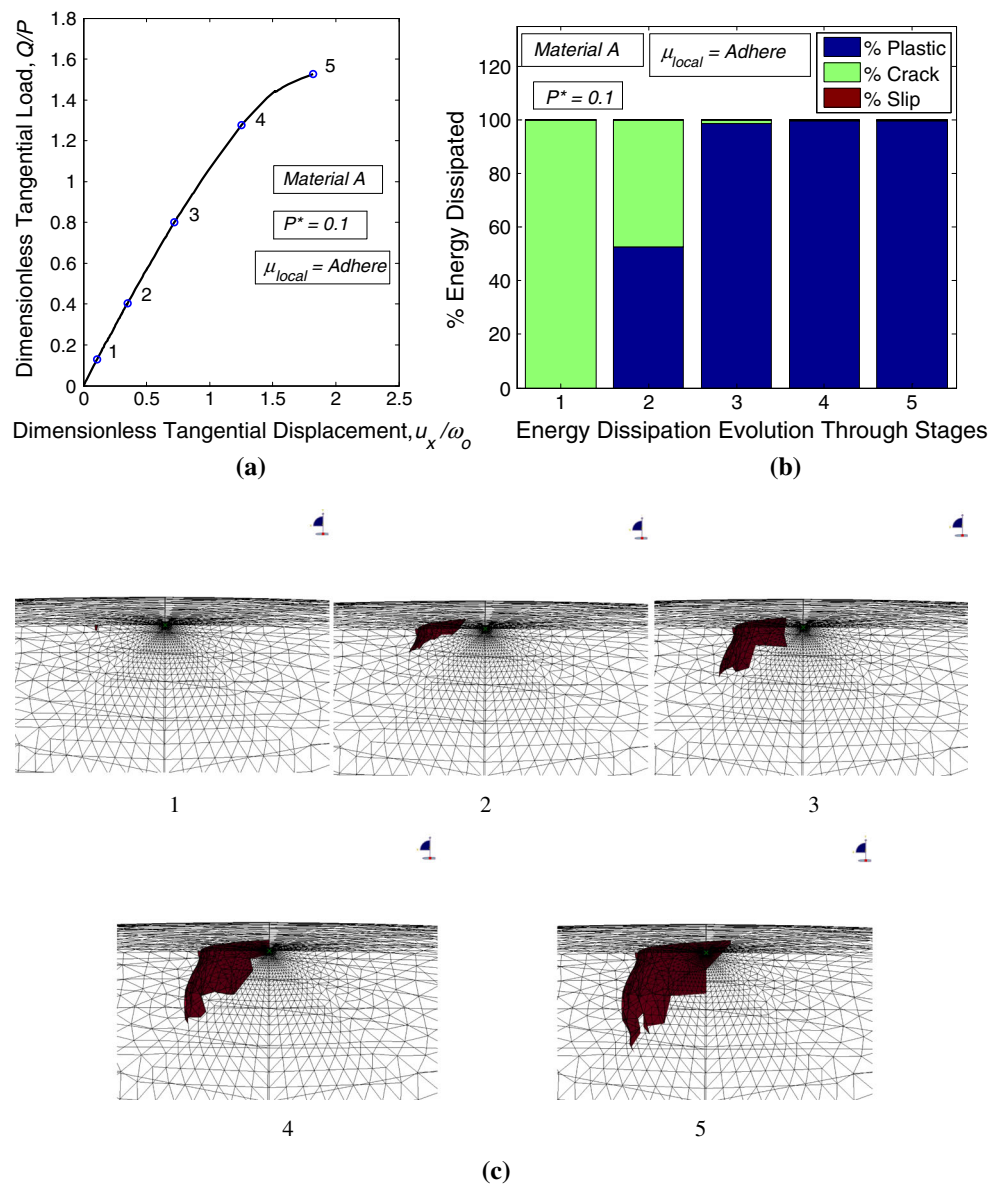 1.8
1.6
1.4
1.2
1
0.8
0.6
0.4
0.2
0
Dimensionless Tangential Load, Q/P
1
2
3
4
5
Material A
P* = 0.1
μlocal = Adhere
0 0.5 1 1.5 2 2.5
Dimensionless Tangential Displacement, u_x/ω_o
(a)
120
100
80
60
40
20
0
% Energy Dissipated
Material A
μlocal = Adhere
P* = 0.1
% Plastic
% Crack
% Slip
1 2 3 4 5
Energy Dissipation Evolution Through Stages
(b)
1
2
3
4
5
(c)